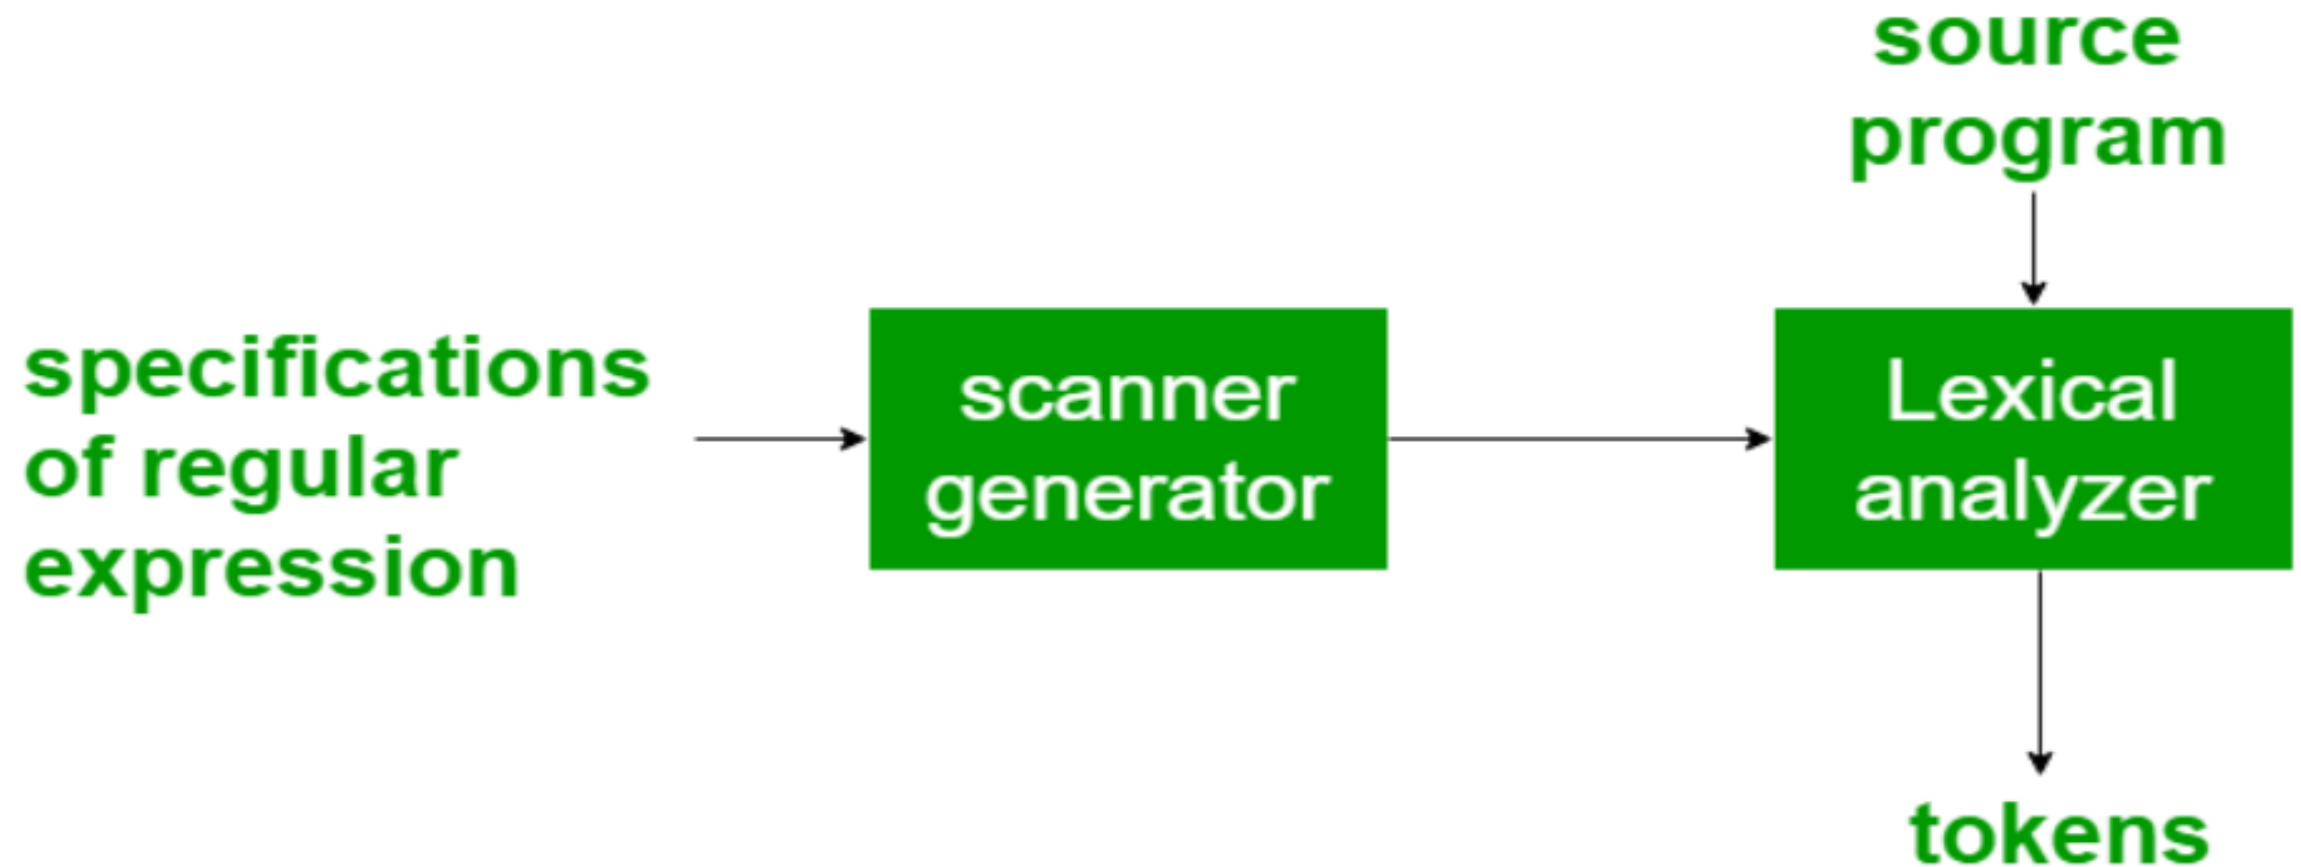 source
program
specifications
of regular
expression
scanner
generator
Lexical
analyzer
tokens